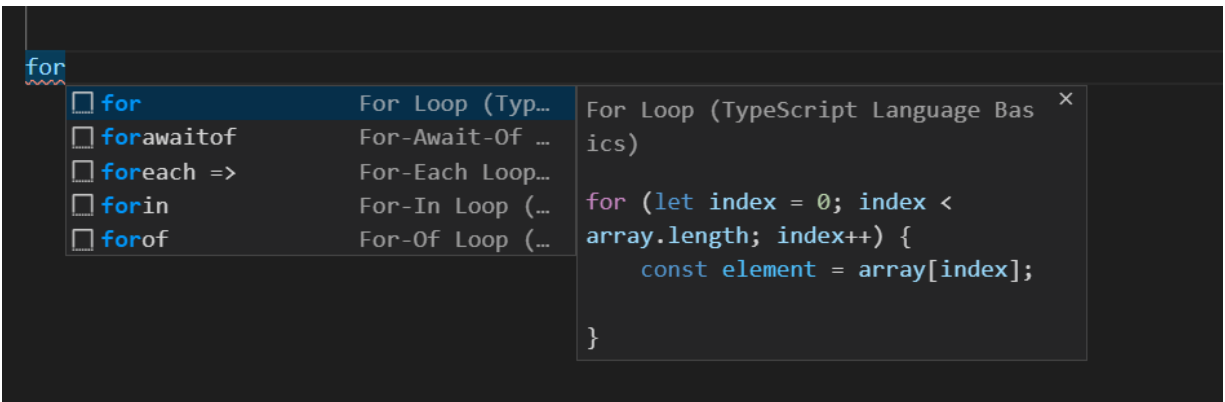 for
for For Loop (Typ…
forawaitof For-Await-Of …
foreach => For-Each Loop…
forin For-In Loop (…
forof For-Of Loop (…
For Loop (TypeScript Language Bas
ics)
for (let index = 0; index <
array.length; index++) {
    const element = array[index];
}